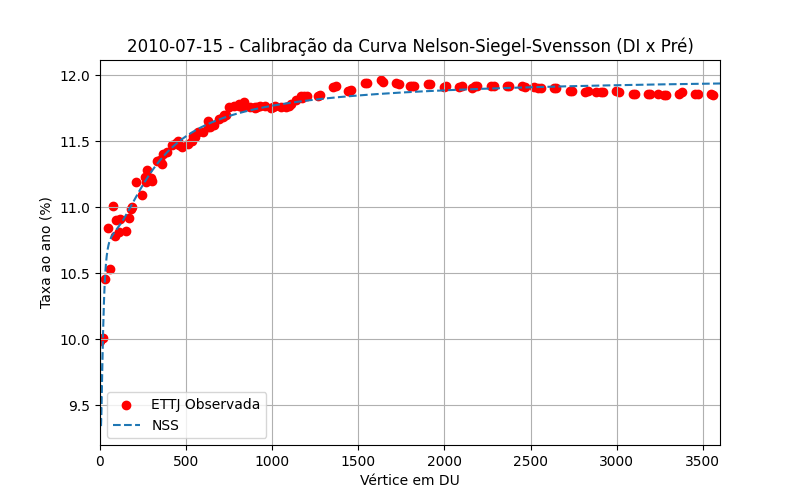 2010-07-15 - Calibração da Curva Nelson-Siegel-Svensson (DI x Pré)
12.0
11.5
11.0
10.5
10.0
9.5
Taxa ao ano (%)
ETTJ Observada
NSS
0 500 1000 1500 2000 2500 3000 3500
Vértice em DU